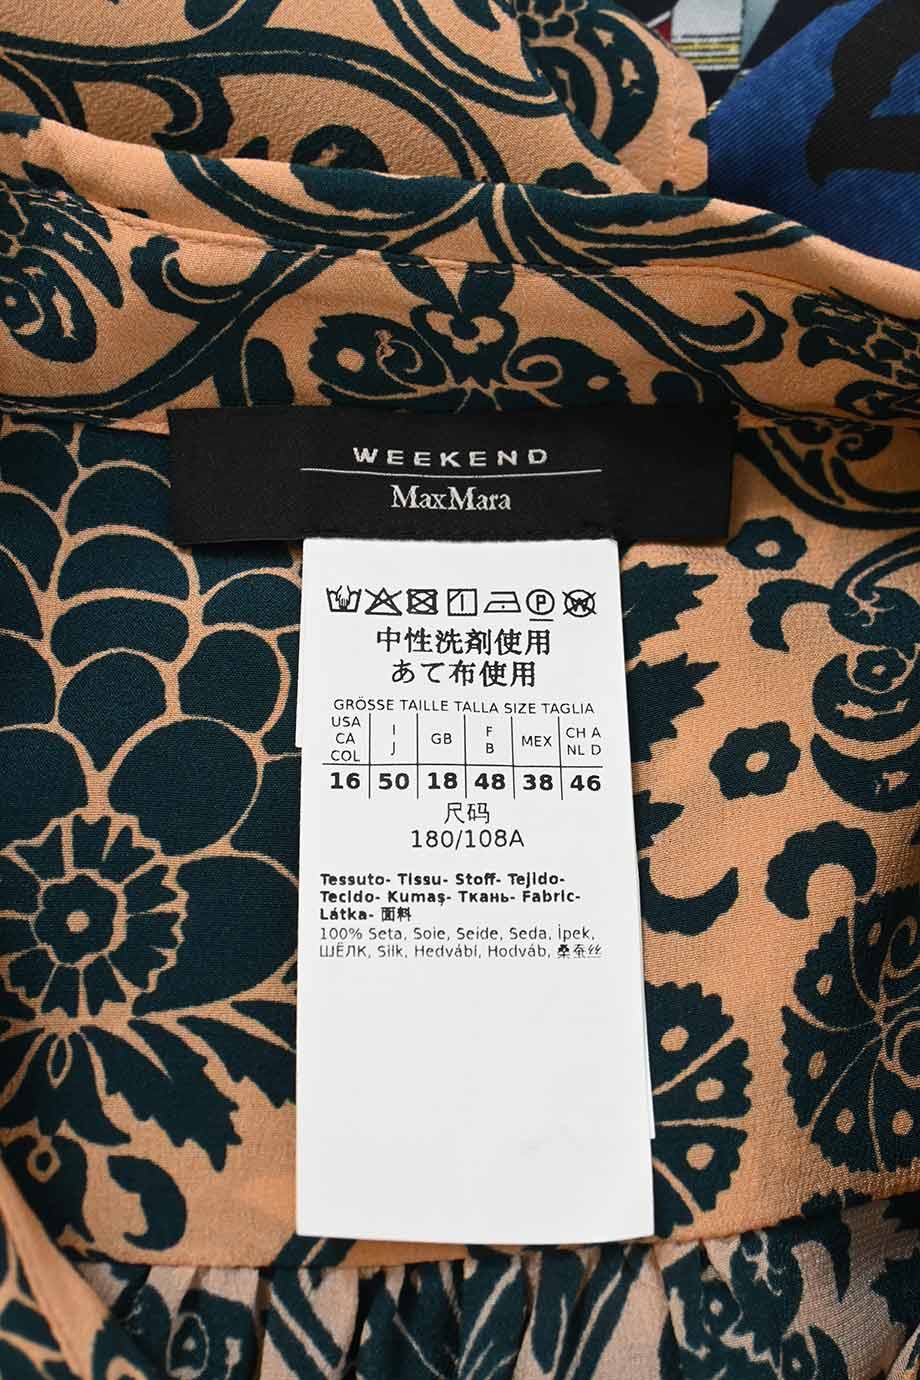 WEEKEND
MaxMara
中性洗剤使用
あて布使用
GRÖSSE TAILLE TALLA SIZE TAGLIA
USA CA COL I J GB F B MEX CH A NL D
16 50 18 48 38 46
尺码
180/108A
Tessuto- Tissu- Stoff- Tejido-
Tecido- Kumaş- Ткань- Fabric-
Látka- 面料
100% Seta, Soie, Seide, Seda, İpek,
ШЁЛК, Silk, Hedvábí, Hodváb, 桑蚕丝